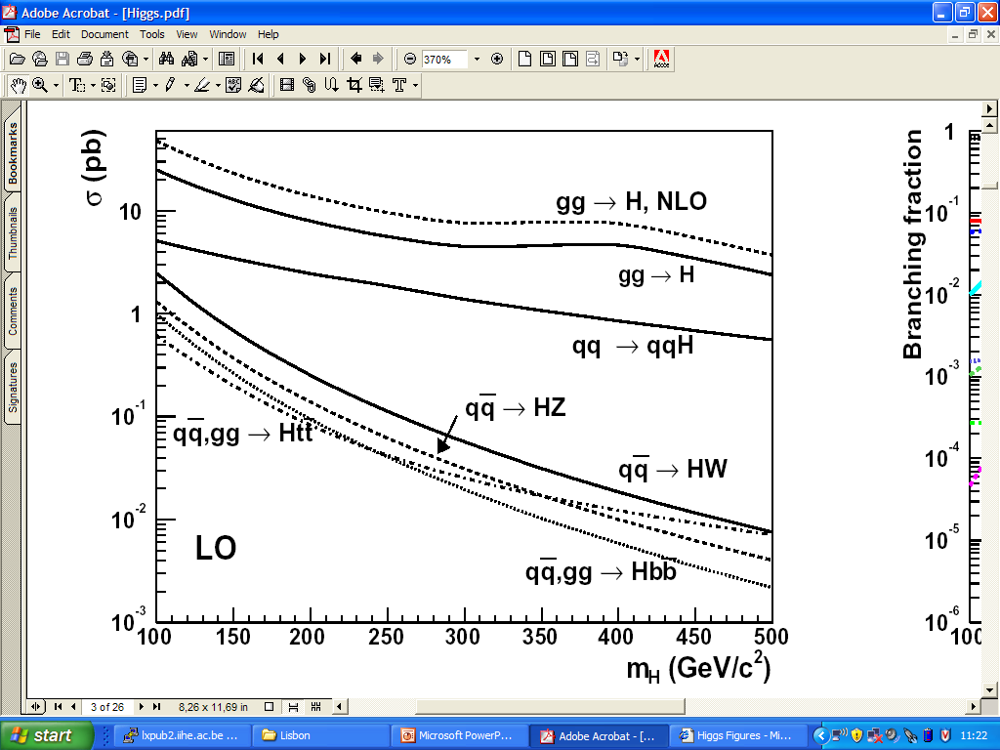 Adobe Acrobat - [Higgs.pdf]
File Edit Document Tools View Window Help
370%
Adobe
Bookmarks
Thumbnails
Comments
Signatures
σ (pb)
10
1
10⁻¹
10⁻²
10⁻³
gg → H, NLO
gg → H
qq → qqH
qq̅ → HZ
qq̅,gg → Htt̅
qq̅ → HW
LO
qq̅,gg → Hbb̅
100 150 200 250 300 350 400 450 500
m_H (GeV/c²)
Branching fraction
1
10⁻¹
10⁻²
10⁻³
10⁻⁴
10⁻⁵
10⁻⁶
100
3 of 26 8,26 x 11,69 in
start lxpub2.iihe.ac.be ... Lisbon Microsoft PowerP... Adobe Acrobat - [... Higgs Figures - Mi... 11:22